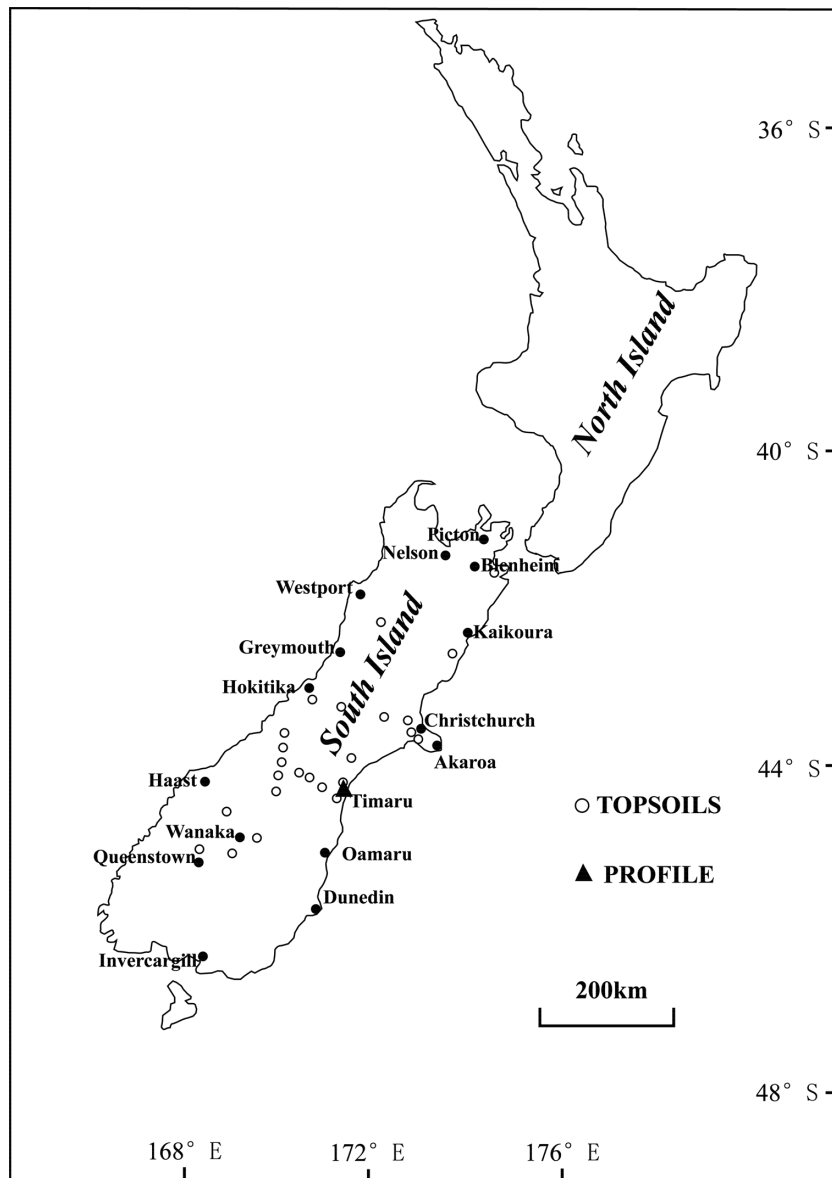 36° S
North Island
40° S
Picton
Nelson
Blenheim
Westport
South Island
Kaikoura
Greymouth
Hokitika
Christchurch
Akaroa
44° S
Haast
Timaru
TOPSOILS
Wanaka
Queenstown
Oamaru
PROFILE
Dunedin
Invercargill
200km
48° S
168° E
172° E
176° E